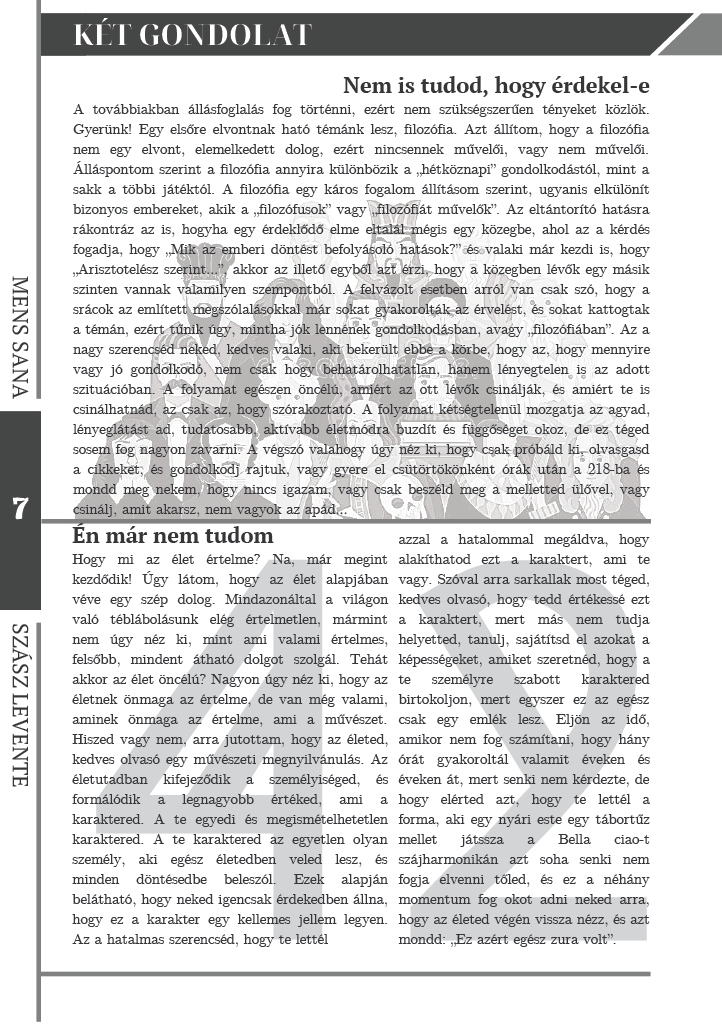 KÉT GONDOLAT
Nem is tudod, hogy érdekel-e
A továbbiakban állásfoglalás fog történni, ezért nem szükségszerűen tényeket közlök.
Gyerünk! Egy elsőre elvontnak ható témánk lesz, filozófia. Azt állítom, hogy a filozófia
nem egy elvont, elemelkedett dolog, ezért nincsennek művelői, vagy nem művelői.
Álláspontom szerint a filozófia annyira különbözik a „hétköznapi” gondolkodástól, mint a
sakk a többi játéktól. A filozófia egy káros fogalom állításom szerint, ugyanis elkülönít
bizonyos embereket, akik a „filozófusok” vagy „filozófiát művelők”. Az eltántorító hatásra
rákontráz az is, hogyha egy érdeklődő elme eltalál mégis egy közegbe, ahol az a kérdés
fogadja, hogy „Mik az emberi döntést befolyásoló hatások?” és valaki már kezdi is, hogy
„Arisztotelész szerint...” akkor az illető egyből azt érzi, hogy a közegben lévők egy másik
szinten vannak valamilyen szempontból. A felvázolt esetben arról van csak szó, hogy a
srácok az említett megszólalásokkal már sokat gyakorolták az érvelést, és sokat kattogtak
a témán, ezért tűnik úgy, mintha jók lennének gondolkodásban, avagy „filozófiában”. Az a
nagy szerencséd neked, kedves valaki, aki bekerült ebbe a körbe, hogy az, hogy mennyire
vagy jó gondolkodó, nem csak hogy behatárolhatatlan, hanem lényegtelen is az adott
szituációban. A folyamat egészen öncélú, amiért az ott lévők csinálják, és amiért te is
csinálhatnád, az csak az, hogy szórakoztató. A folyamat kétségtelenül mozgatja az agyad,
lényeglátást ad, tudatosabb, aktívabb életmódra buzdít és függőséget okoz, de ez téged
sosem fog nagyon zavarni. A végszó valahogy úgy néz ki, hogy csak próbáld ki, olvasgasd
a cikkeket, és gondolkodj rajtuk, vagy gyere el csütörtökönként órák után a 218-ba és
mondd meg nekem, hogy nincs igazam, vagy csak beszéld meg a melletted ülővel, vagy
csinálj, amit akarsz, nem vagyok az apád...
MENS SANA
7
SZÁSZ LEVENTE
Én már nem tudom
Hogy mi az élet értelme? Na, már megint
kezdődik! Úgy látom, hogy az élet alapjában
véve egy szép dolog. Mindazonáltal a világon
való téblábolásunk elég értelmetlen, mármint
nem úgy néz ki, mint ami valami értelmes,
felsőbb, mindent átható dolgot szolgál. Tehát
akkor az élet öncélú? Nagyon úgy néz ki, hogy az
életnek önmaga az értelme, de van még valami,
aminek önmaga az értelme, ami a művészet.
Hiszed vagy nem, arra jutottam, hogy az életed,
kedves olvasó egy művészeti megnyilvánulás. Az
életutadban kifejeződik a személyiséged, és
formálódik a legnagyobb értéked, ami a
karaktered. A te egyedi és megismételhetetlen
karaktered. A te karaktered az egyetlen olyan
személy, aki egész életedben veled lesz, és
minden döntésedbe beleszól. Ezek alapján
belátható, hogy neked igencsak érdekedben állna,
hogy ez a karakter egy kellemes jellem legyen.
Az a hatalmas szerencséd, hogy te lettél
azzal a hatalommal megáldva, hogy
alakíthatod ezt a karaktert, ami te
vagy. Szóval arra sarkallak most téged,
kedves olvasó, hogy tedd értékessé ezt
a karaktert, mert más nem tudja
helyetted, tanulj, sajátítsd el azokat a
képességeket, amiket szeretnéd, hogy a
te személyre szabott karaktered
birtokoljon, mert egyszer ez az egész
csak egy emlék lesz. Eljön az idő,
amikor nem fog számítani, hogy hány
órát gyakoroltál valamit éveken és
éveken át, mert senki nem kérdezte, de
hogy elérted azt, hogy te lettél a
forma, aki egy nyári este egy tábortűz
mellet játssza a Bella ciao-t
szájharmonikán azt soha senki nem
fogja elvenni tőled, és ez a néhány
momentum fog okot adni neked arra,
hogy az életed végén vissza nézz, és azt
mondd: „Ez azért egész zura volt”.
42